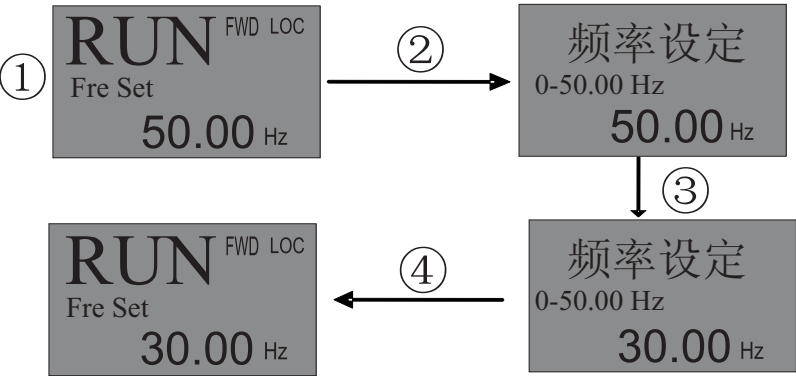 ①
RUN FWD LOC
Fre Set
50.00 Hz
②
频率设定
0-50.00 Hz
50.00 Hz
③
频率设定
0-50.00 Hz
30.00 Hz
④
RUN FWD LOC
Fre Set
30.00 Hz